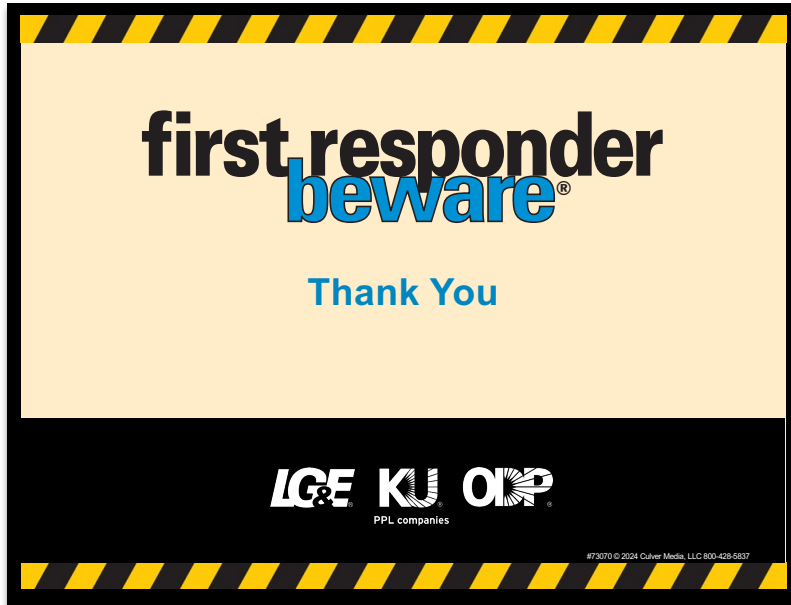 first responder
beware®
Thank You
LG&E® KU® ODP®
PPL companies
#73070 © 2024 Culver Media, LLC 800-428-5837